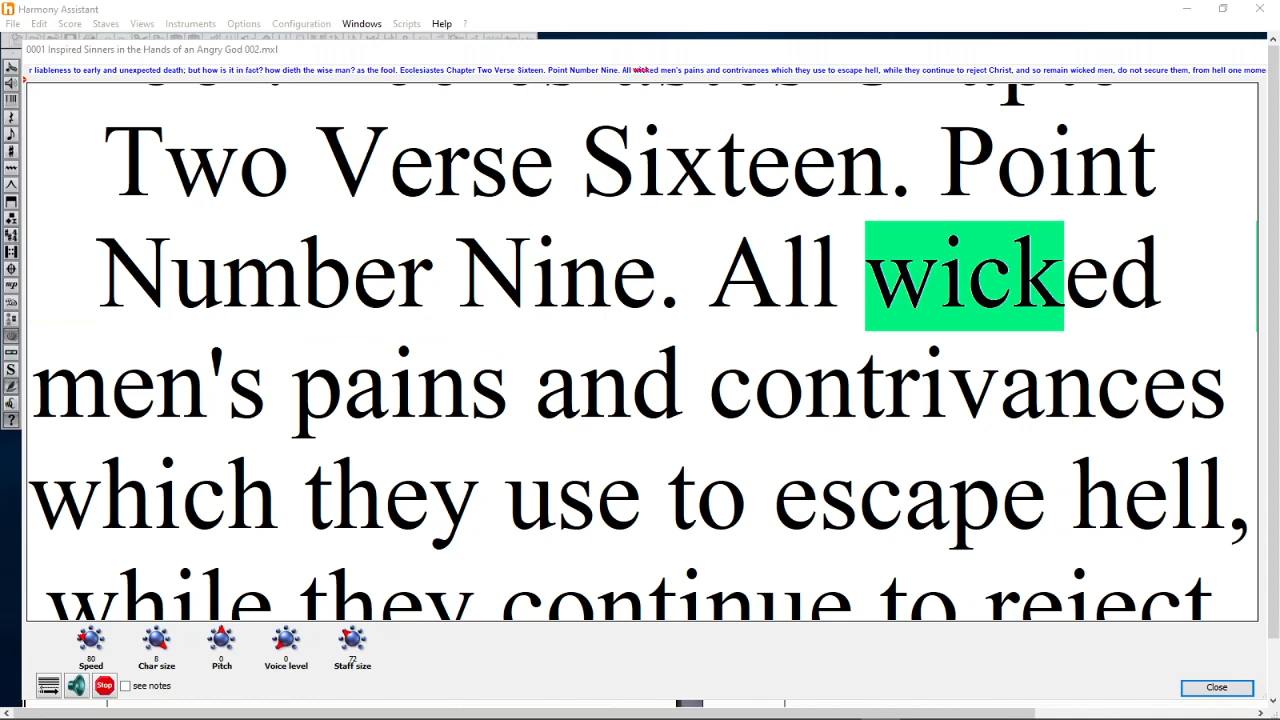 Harmony Assistant
File Edit Score Staves Views Instruments Options Configuration Windows Scripts Help ?
0001 Inspired Sinners in the Hands of an Angry God 002.mxl
r liableness to early and unexpected death; but how is it in fact? how dieth the wise man? as the fool. Ecclesiastes Chapter Two Verse Sixteen. Point Number Nine. All wicked men's pains and contrivances which they use to escape hell, while they continue to reject Christ, and so remain wicked men, do not secure them, from hell one mome
Two Verse Sixteen. Point
Number Nine. All wicked
men's pains and contrivances
which they use to escape hell,
while they continue to reject
80 6 0 0 72
Speed Char size Pitch Voice level Staff size
Stop see notes
Close